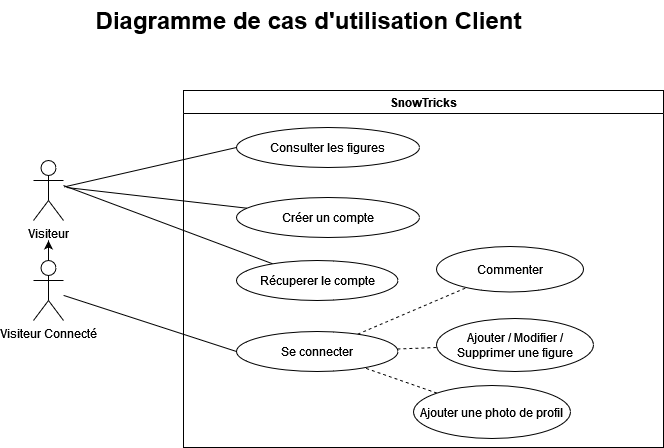 Diagramme de cas d'utilisation Client
SnowTricks
Consulter les figures
Créer un compte
Visiteur
Récuperer le compte
Commenter
Visiteur Connecté
Se connecter
Ajouter / Modifier /
Supprimer une figure
Ajouter une photo de profil